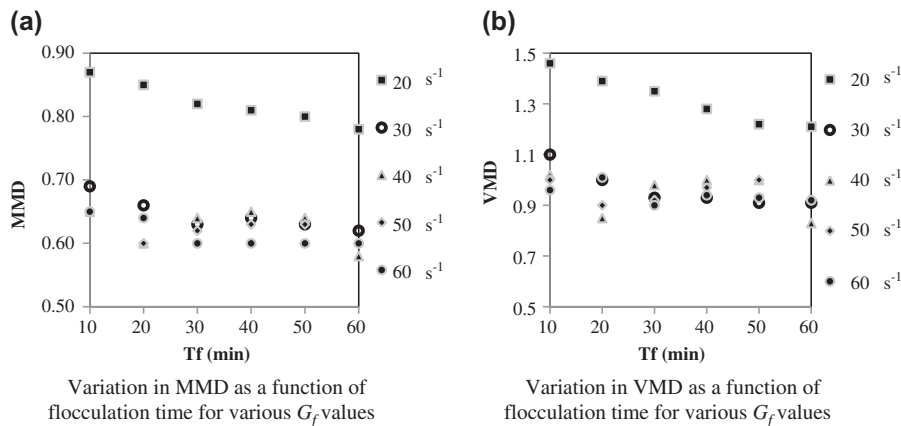 (a)
0.90
0.80
0.70
0.60
0.50
MMD
10 20 30 40 50 60
Tf (min)
20 s⁻¹
30 s⁻¹
40 s⁻¹
50 s⁻¹
60 s⁻¹
Variation in MMD as a function of
flocculation time for various G_f values
(b)
1.5
1.3
1.1
0.9
0.7
0.5
VMD
10 20 30 40 50 60
Tf (min)
20 s⁻¹
30 s⁻¹
40 s⁻¹
50 s⁻¹
60 s⁻¹
Variation in VMD as a function of
flocculation time for various G_f values